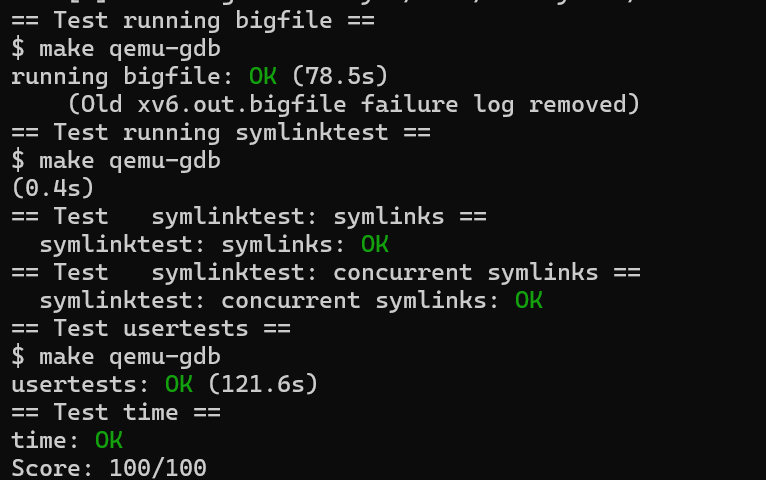 == Test running bigfile ==
$ make qemu-gdb
running bigfile: OK (78.5s)
    (Old xv6.out.bigfile failure log removed)
== Test running symlinktest ==
$ make qemu-gdb
(0.4s)
== Test   symlinktest: symlinks ==
  symlinktest: symlinks: OK
== Test   symlinktest: concurrent symlinks ==
  symlinktest: concurrent symlinks: OK
== Test usertests ==
$ make qemu-gdb
usertests: OK (121.6s)
== Test time ==
time: OK
Score: 100/100